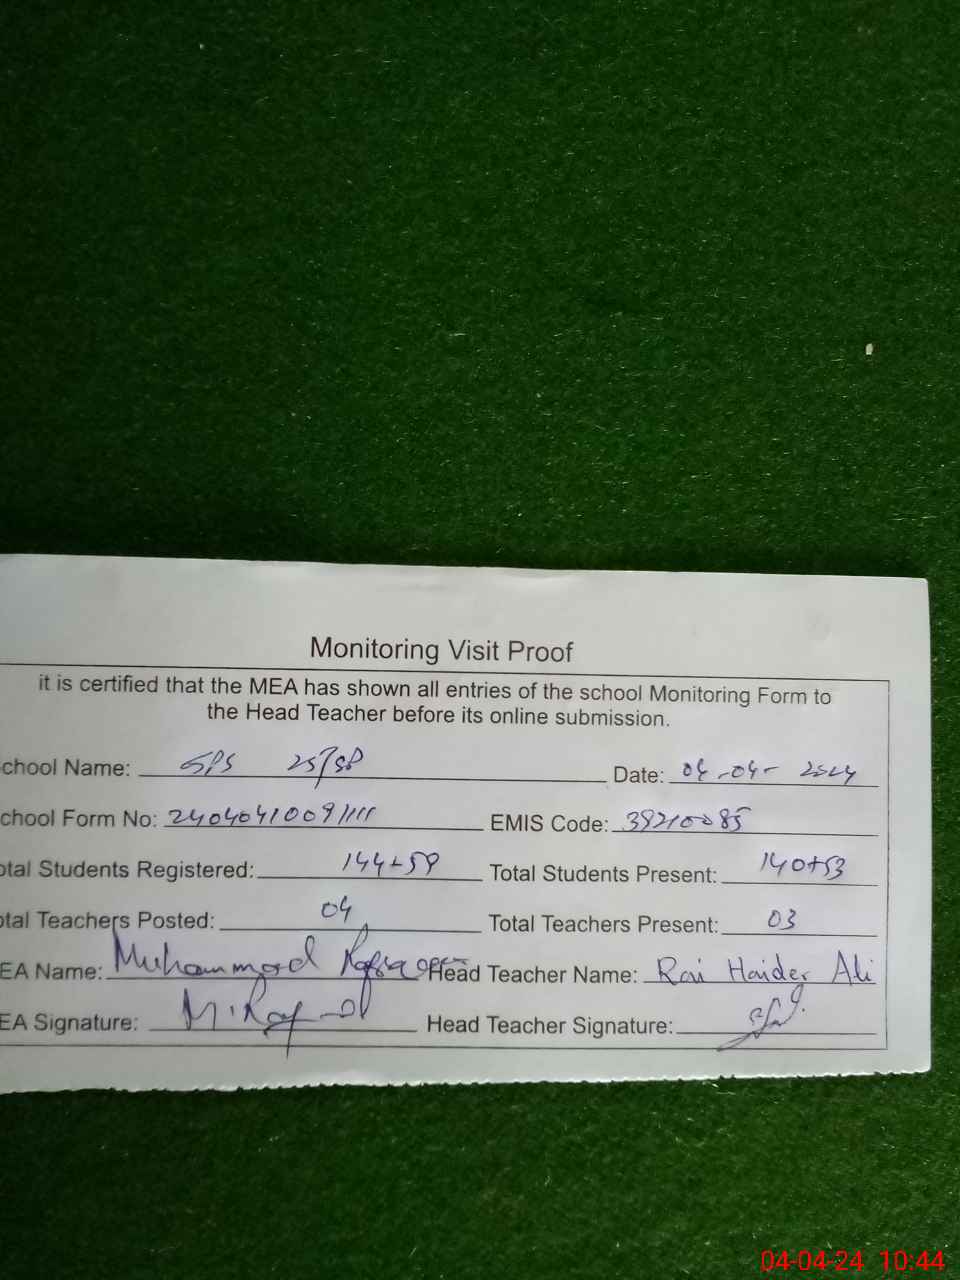 Monitoring Visit Proof
it is certified that the MEA has shown all entries of the school Monitoring Form to
the Head Teacher before its online submission.
chool Name: GPS 25/SP Date: 04-04-2024
chool Form No: 24040410091111 EMIS Code: 39210085
otal Students Registered: 144+59 Total Students Present: 140+53
otal Teachers Posted: 04 Total Teachers Present: 03
EA Name: Muhammad Head Teacher Name: Rai Haider Ali
EA Signature: Head Teacher Signature:
04-04-24 10:44